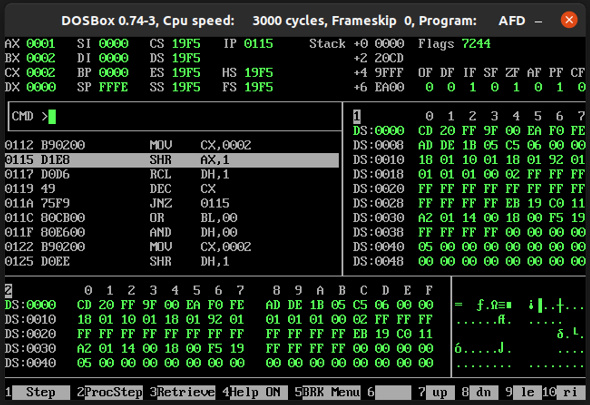 DOSBox 0.74-3, Cpu speed: 3000 cycles, Frameskip 0, Program: AFD
AX 0001 SI 0000 CS 19F5 IP 0115 Stack +0 0000 Flags 7244
BX 0002 DI 0000 DS 19F5 +2 20CD
CX 0002 BP 0000 ES 19F5 HS 19F5 +4 9FFF OF DF IF SF ZF AF PF CF
DX 0000 SP FFFE SS 19F5 FS 19F5 +6 EA00 0 0 1 0 1 0 1 0
CMD >
0112 B90200 MOV CX,0002
0115 D1E8 SHR AX,1
0117 D0D6 RCL DH,1
0119 49 DEC CX
011A 75F9 JNZ 0115
011C 80CB00 OR BL,00
011F 80E600 AND DH,00
0122 B90200 MOV CX,0002
0125 D0EE SHR DH,1
1 0 1 2 3 4 5 6 7
DS:0000 CD 20 FF 9F 00 EA F0 FE
DS:0008 AD DE 1B 05 C5 06 00 00
DS:0010 18 01 10 01 18 01 92 01
DS:0018 01 01 01 00 02 FF FF FF
DS:0020 FF FF FF FF FF FF FF FF
DS:0028 FF FF FF FF EB 19 C0 11
DS:0030 A2 01 14 00 18 00 F5 19
DS:0038 FF FF FF FF 00 00 00 00
DS:0040 05 00 00 00 00 00 00 00
DS:0048 00 00 00 00 00 00 00 00
2 0 1 2 3 4 5 6 7 8 9 A B C D E F
DS:0000 CD 20 FF 9F 00 EA F0 FE AD DE 1B 05 C5 06 00 00
DS:0010 18 01 10 01 18 01 92 01 01 01 01 00 02 FF FF FF
DS:0020 FF FF FF FF FF FF FF FF FF FF FF FF EB 19 C0 11
DS:0030 A2 01 14 00 18 00 F5 19 FF FF FF FF 00 00 00 00
DS:0040 05 00 00 00 00 00 00 00 00 00 00 00 00 00 00 00
1 Step 2 ProcStep 3 Retrieve 4 Help ON 5 BRK Menu 6 7 up 8 dn 9 le 10 ri